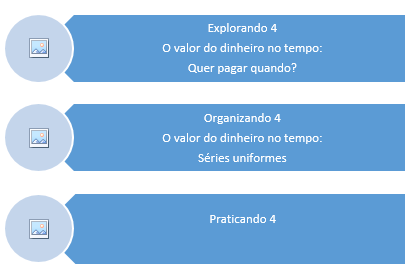 Explorando 4
O valor do dinheiro no tempo:
Quer pagar quando?
Organizando 4
O valor do dinheiro no tempo:
Séries uniformes
Praticando 4